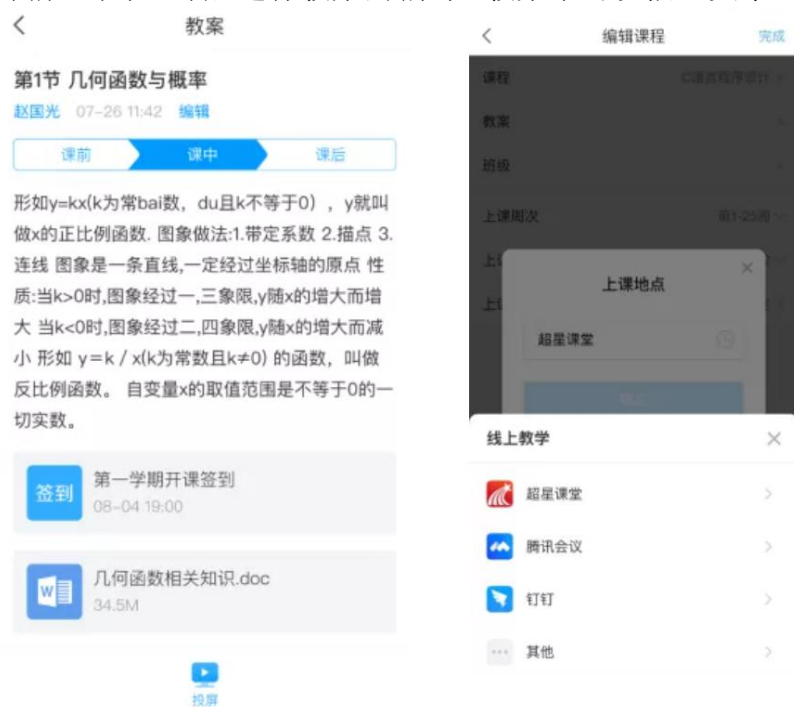 教案
第1节 几何函数与概率
赵国光 07-26 11:42 编辑
课前 课中 课后
形如y=kx(k为常bai数，du且k不等于0) ，y就叫
做x的正比例函数. 图象做法:1.带定系数 2.描点 3.
连线 图象是一条直线,一定经过坐标轴的原点 性
质:当k>0时,图象经过一,三象限,y随x的增大而增
大 当k<0时,图象经过二,四象限,y随x的增大而减
小 形如 y＝k / x(k为常数且k≠0) 的函数，叫做
反比例函数。 自变量x的取值范围是不等于0的一
切实数。
签到
第一学期开课签到
08-04 19:00
W
几何函数相关知识.doc
34.5M
投屏
编辑课程
完成
课程 C语言程序设计
教案
班级
上课周次 第1-25周
上课地点
超星课堂
线上教学
超星课堂
腾讯会议
钉钉
其他